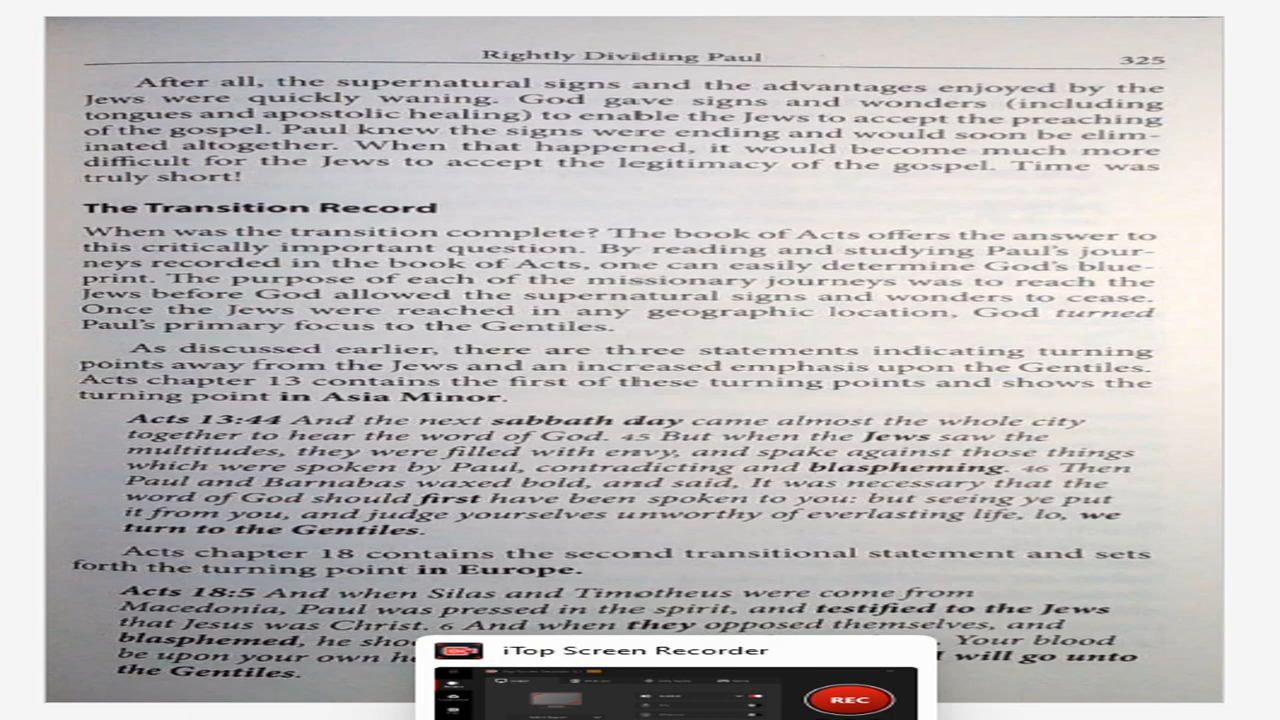 Rightly Dividing Paul 325
After all, the supernatural signs and the advantages enjoyed by the
Jews were quickly waning. God gave signs and wonders (including
tongues and apostolic healing) to enable the Jews to accept the preaching
of the gospel. Paul knew the signs were ending and would soon be elim-
inated altogether. When that happened, it would become much more
difficult for the Jews to accept the legitimacy of the gospel. Time was
truly short!
The Transition Record
When was the transition complete? The book of Acts offers the answer to
this critically important question. By reading and studying Paul's jour-
neys recorded in the book of Acts, one can easily determine God's blue-
print. The purpose of each of the missionary journeys was to reach the
Jews before God allowed the supernatural signs and wonders to cease.
Once the Jews were reached in any geographic location, God turned
Paul's primary focus to the Gentiles.
As discussed earlier, there are three statements indicating turning
points away from the Jews and an increased emphasis upon the Gentiles.
Acts chapter 13 contains the first of these turning points and shows the
turning point in Asia Minor.
Acts 13:44 And the next sabbath day came almost the whole city
together to hear the word of God. 45 But when the Jews saw the
multitudes, they were filled with envy, and spake against those things
which were spoken by Paul, contradicting and blaspheming. 46 Then
Paul and Barnabas waxed bold, and said, It was necessary that the
word of God should first have been spoken to you: but seeing ye put
it from you, and judge yourselves unworthy of everlasting life, lo, we
turn to the Gentiles.
Acts chapter 18 contains the second transitional statement and sets
forth the turning point in Europe.
Acts 18:5 And when Silas and Timotheus were come from
Macedonia, Paul was pressed in the spirit, and testified to the Jews
that Jesus was Christ. 6 And when they opposed themselves, and
blasphemed, he Your blood
be upon your own I will go unto
the Gentiles.
iTop Screen Recorder
REC